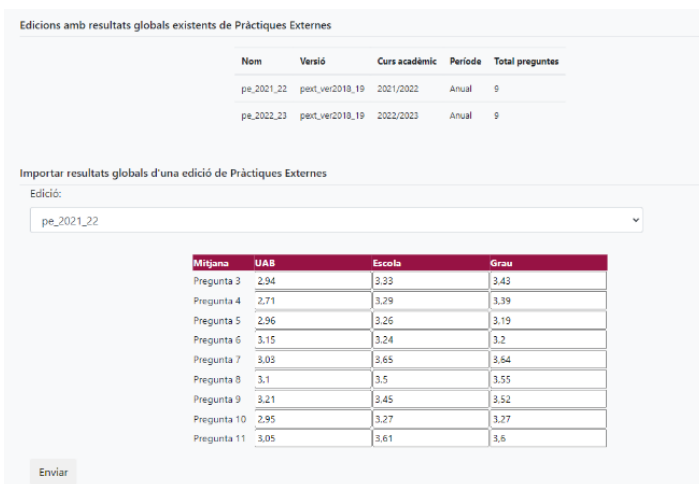 Edicions amb resultats globals existents de Pràctiques Externes
Nom Versió Curs acadèmic Període Total preguntes
pe_2021_22 pext_ver2018_19 2021/2022 Anual 9
pe_2022_23 pext_ver2018_19 2022/2023 Anual 9
Importar resultats globals d'una edició de Pràctiques Externes
Edició:
pe_2021_22
Mitjana UAB Escola Grau
Pregunta 3 2,94 3,33 3,43
Pregunta 4 2,71 3,29 3,39
Pregunta 5 2,96 3,26 3,19
Pregunta 6 3,15 3,24 3,2
Pregunta 7 3,03 3,65 3,64
Pregunta 8 3,1 3,5 3,55
Pregunta 9 3,21 3,45 3,52
Pregunta 10 2,95 3,27 3,27
Pregunta 11 3,05 3,61 3,6
Enviar